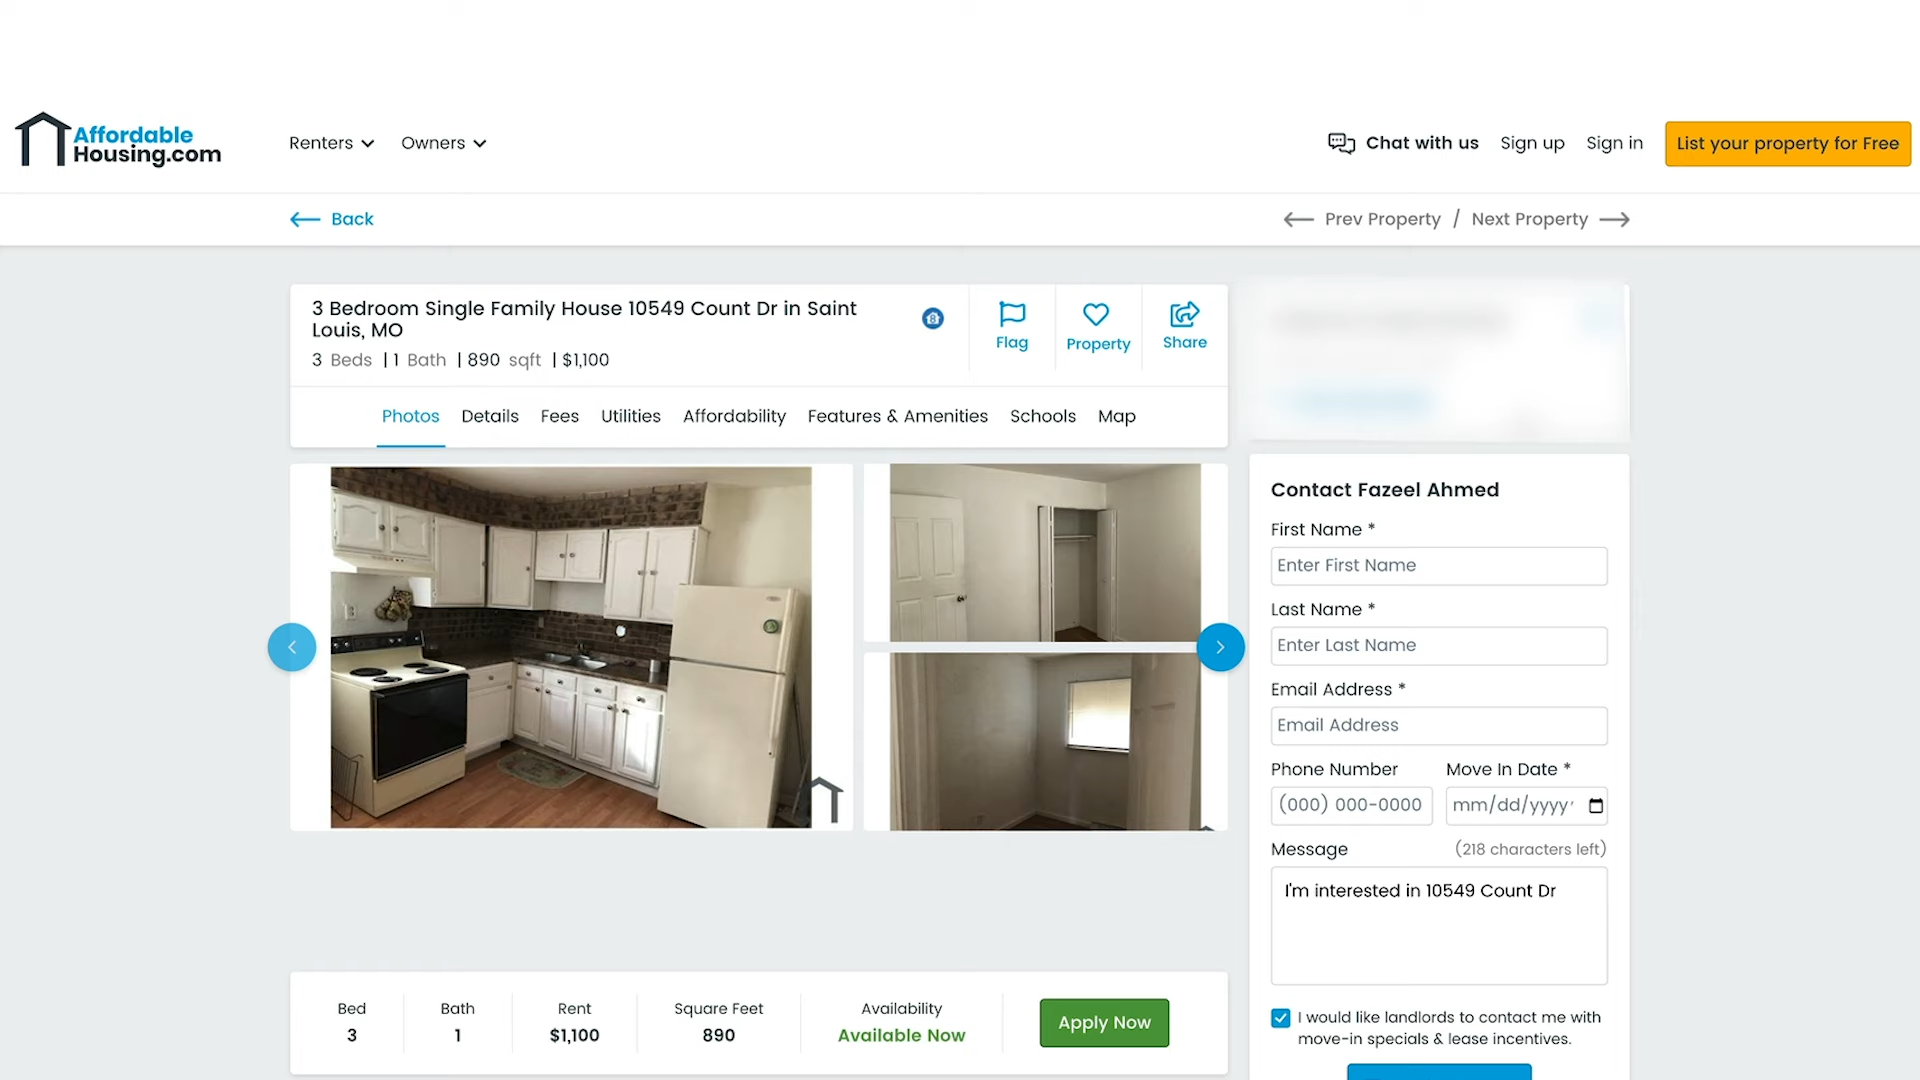 Affordable
Housing.com
Renters
Owners
Chat with us
Sign up
Sign in
List your property for Free
Back
Prev Property / Next Property
3 Bedroom Single Family House 10549 Count Dr in Saint
Louis, MO
3 Beds | 1 Bath | 890 sqft | $1,100
Flag
Property
Share
Photos
Details
Fees
Utilities
Affordability
Features & Amenities
Schools
Map
Contact Fazeel Ahmed
First Name *
Enter First Name
Last Name *
Enter Last Name
Email Address *
Email Address
Phone Number
Move In Date *
(000) 000-0000
mm/dd/yyyy
Message
(218 characters left)
I'm interested in 10549 Count Dr
Bed
Bath
Rent
Square Feet
Availability
3
1
$1,100
890
Available Now
Apply Now
I would like landlords to contact me with
move-in specials & lease incentives.